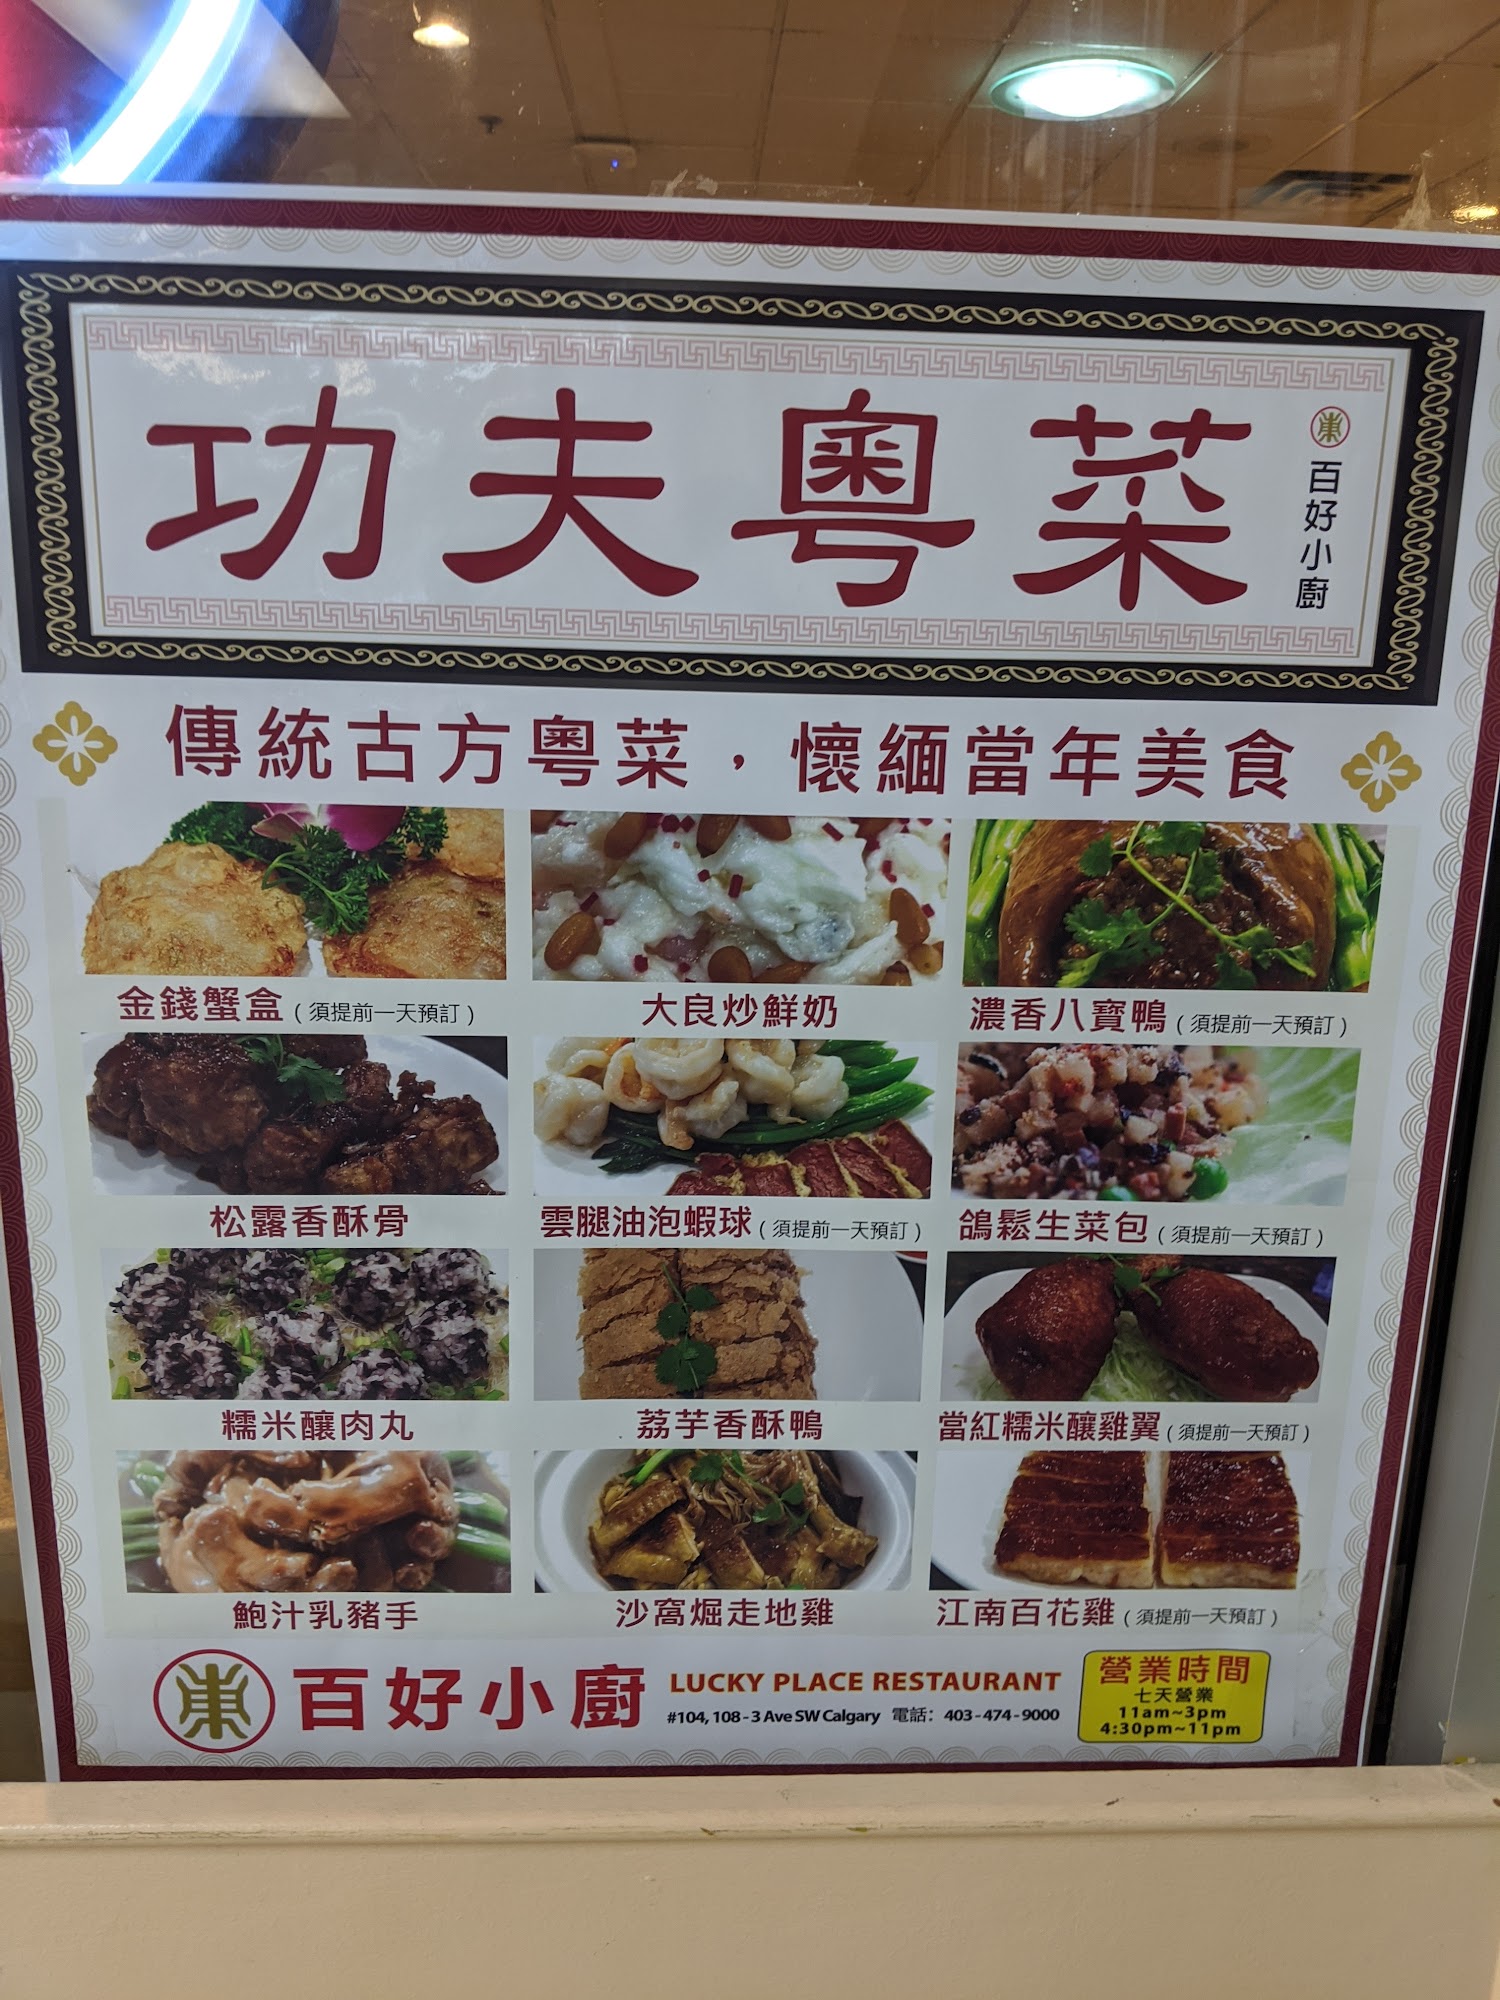 功夫粵菜
百好小廚
傳統古方粵菜，懷緬當年美食
金錢蟹盒（須提前一天預訂）
大良炒鮮奶
濃香八寶鴨（須提前一天預訂）
松露香酥骨
雲腿油泡蝦球（須提前一天預訂）
鴿鬆生菜包（須提前一天預訂）
糯米釀肉丸
荔芋香酥鴨
當紅糯米釀雞翼（須提前一天預訂）
鮑汁乳豬手
沙窩焗走地雞
江南百花雞（須提前一天預訂）
百好小廚
LUCKY PLACE RESTAURANT
#104, 108 - 3 Ave SW Calgary 電話：403 - 474 - 9000
營業時間
七天營業
11am~3pm
4:30pm~11pm